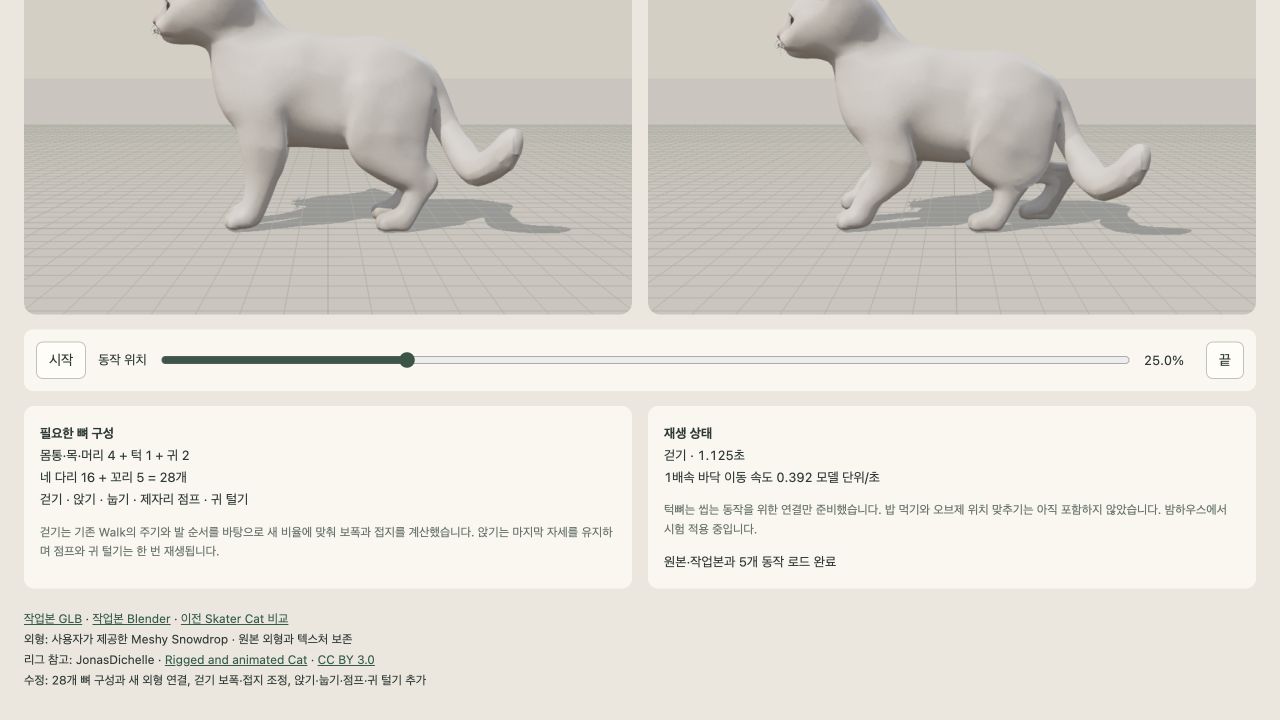 시작
동작 위치
25.0%
끝
필요한 뼈 구성
몸통·목·머리 4 + 턱 1 + 귀 2
네 다리 16 + 꼬리 5 = 28개
걷기 · 앉기 · 눕기 · 제자리 점프 · 귀 털기
걷기는 기존 Walk의 주기와 발 순서를 바탕으로 새 비율에 맞춰 보폭과 접지를 계산했습니다. 앉기는 마지막 자세를 유지하
며 점프와 귀 털기는 한 번 재생됩니다.
재생 상태
걷기 · 1.125초
1배속 바닥 이동 속도 0.392 모델 단위/초
턱뼈는 씹는 동작을 위한 연결만 준비했습니다. 밥 먹기와 오브제 위치 맞추기는 아직 포함하지 않았습니다. 밤하우스에서
시험 적용 중입니다.
원본·작업본과 5개 동작 로드 완료
작업본 GLB · 작업본 Blender · 이전 Skater Cat 비교
외형: 사용자가 제공한 Meshy Snowdrop · 원본 외형과 텍스처 보존
리그 참고: JonasDichelle · Rigged and animated Cat · CC BY 3.0
수정: 28개 뼈 구성과 새 외형 연결, 걷기 보폭·접지 조정, 앉기·눕기·점프·귀 털기 추가